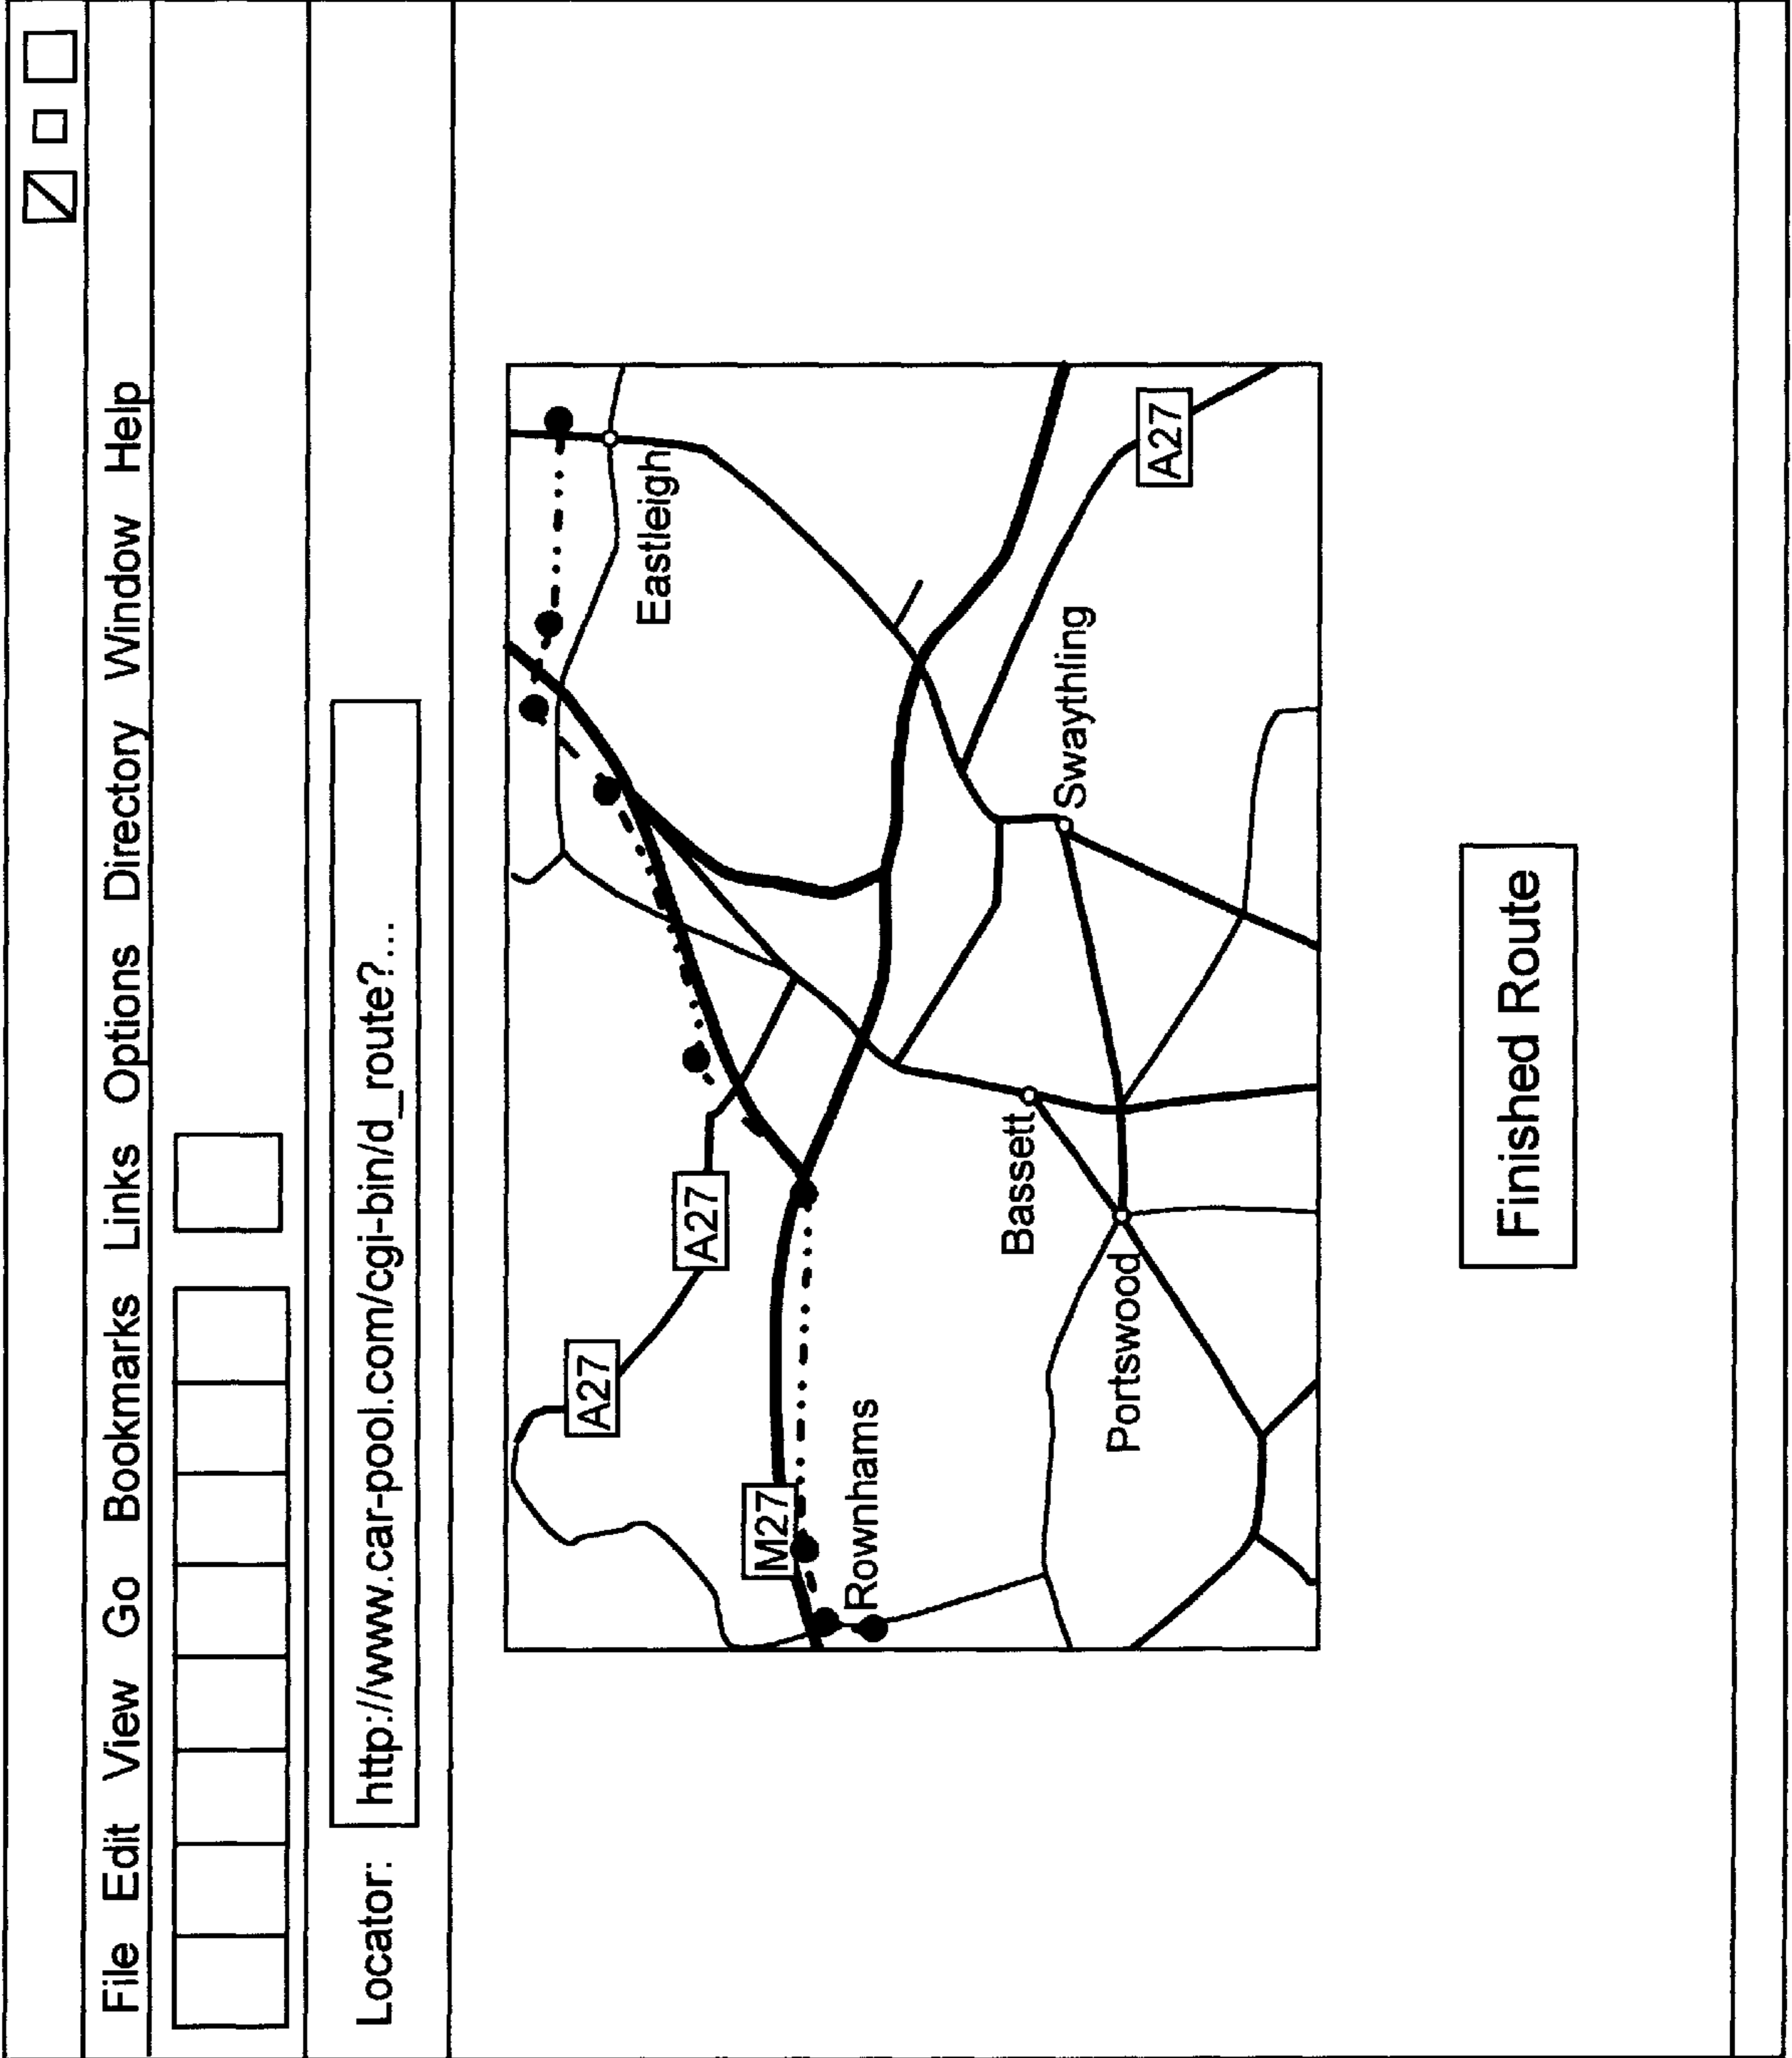 File Edit View Go Bookmarks Links Options Directory Window Help
Locator: http://www.car-pool.com/cgi-bin/d_route?...
Eastleigh
A27
A27
M27
Rownhams
Swaythling
A27
Bassett
Portswood
Finished Route